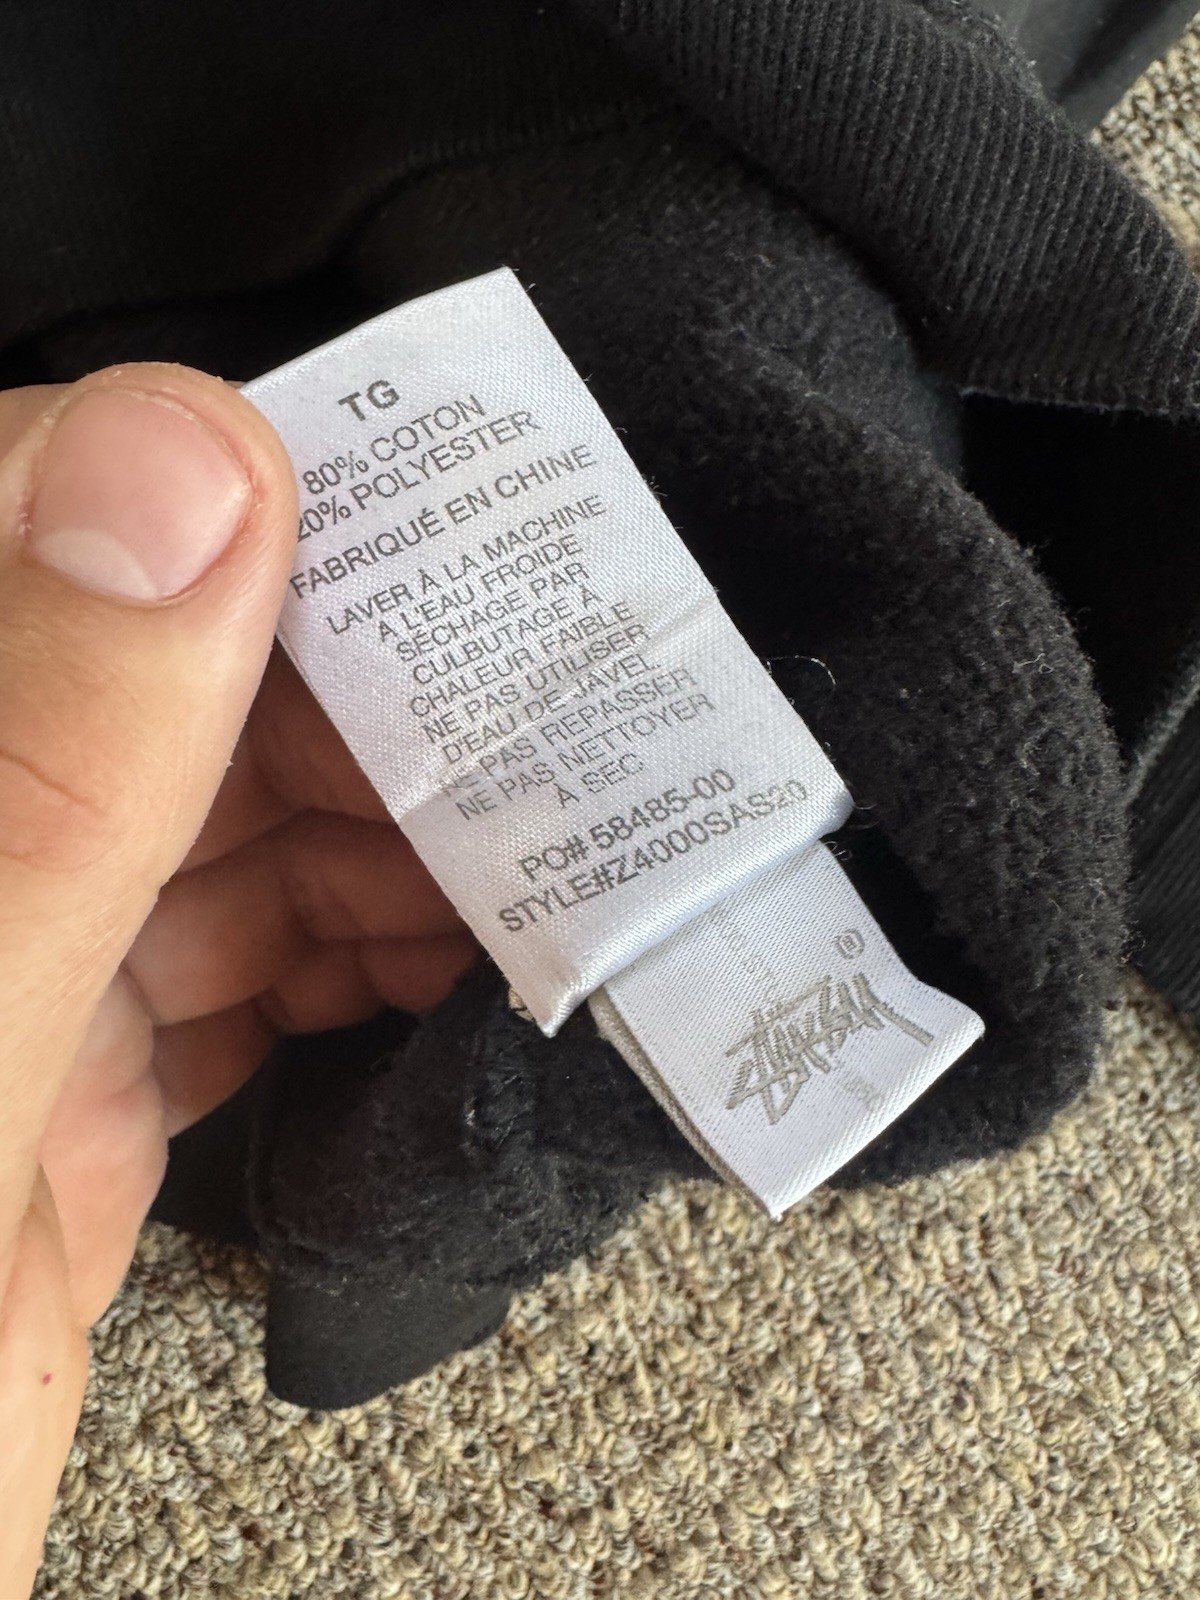 TG
80% COTON
20% POLYESTER
FABRIQUÉ EN CHINE
LAVER À LA MACHINE
À L'EAU FROIDE
SÉCHAGE PAR
CULBUTAGE À
CHALEUR FAIBLE
NE PAS UTILISER
D'EAU DE JAVEL
NE PAS REPASSER
NE PAS NETTOYER
À SEC
PO# 58485-00
STYLE#Z4000SAS20
Stüssy
®